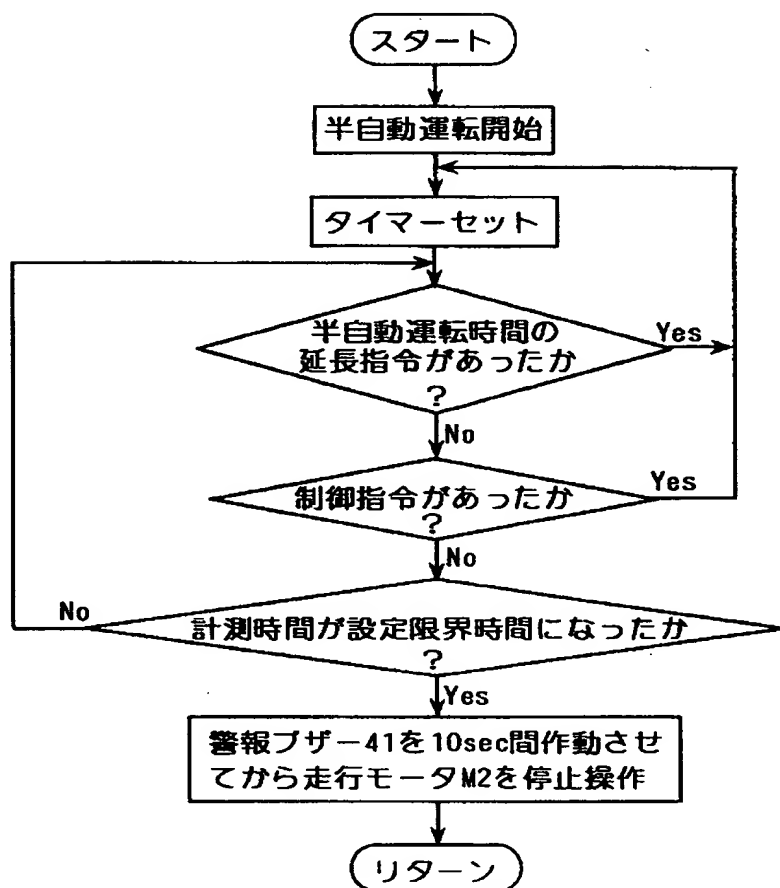 スタート
半自動運転開始
タイマーセット
半自動運転時間の
延長指令があったか
?
Yes
No
制御指令があったか
?
Yes
No
計測時間が設定限界時間になったか
?
No
Yes
警報ブザー41を10sec間作動させ
てから走行モータM2を停止操作
リターン